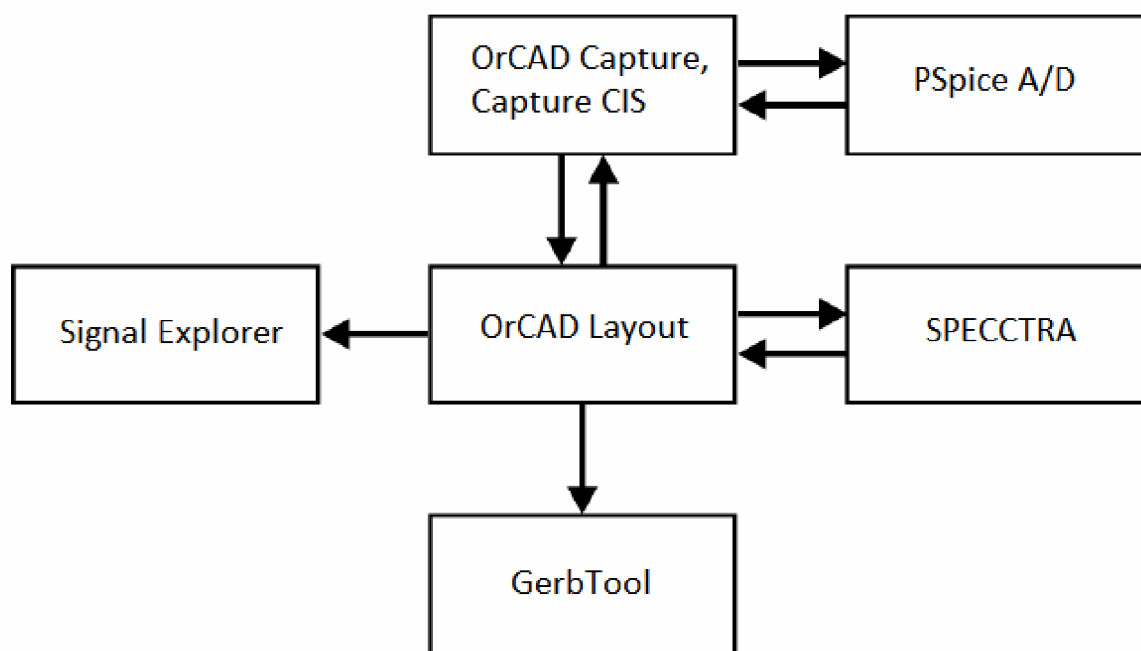 OrCAD Capture,
Capture CIS
PSpice A/D
Signal Explorer
OrCAD Layout
SPECCTRA
GerbTool